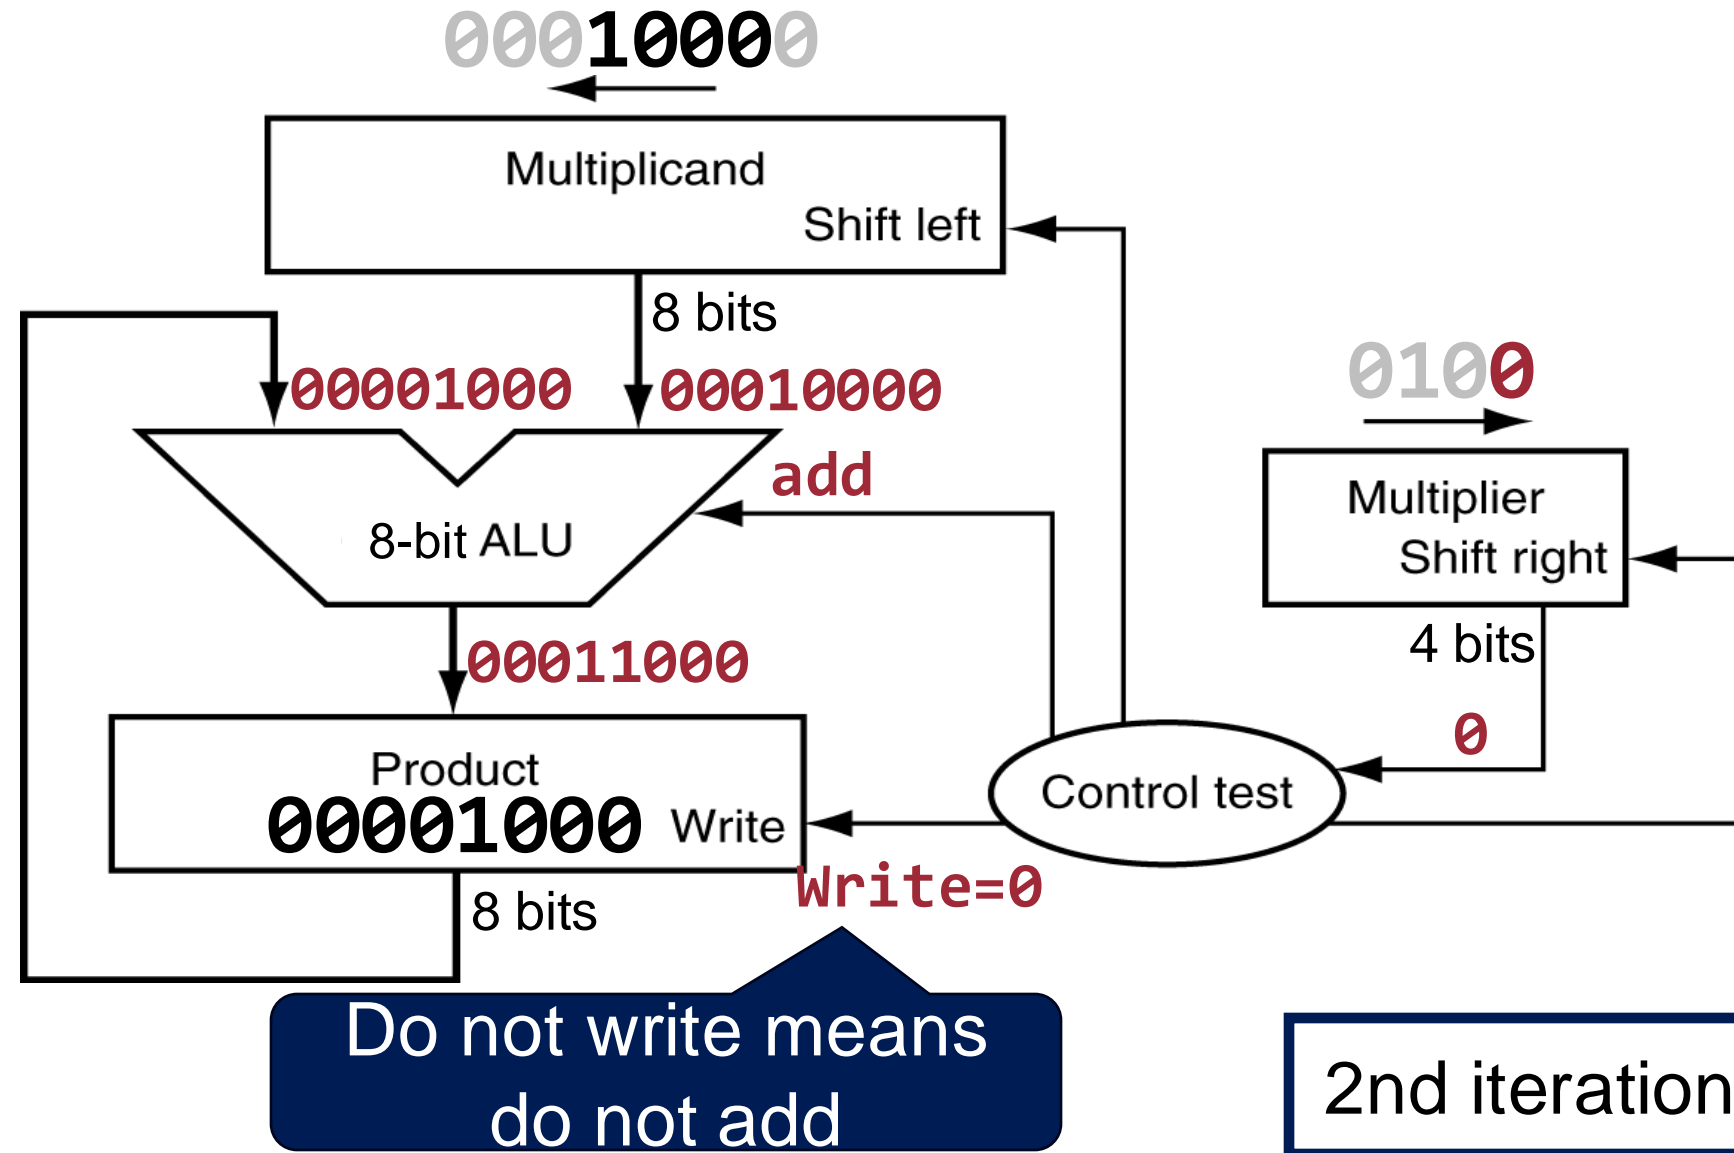 00010000
Multiplicand
Shift left
8 bits
00001000
00010000
0100
add
8-bit ALU
Multiplier
Shift right
4 bits
00011000
0
Product
00001000
Write
Control test
Write=0
8 bits
Do not write means
do not add
2nd iteration